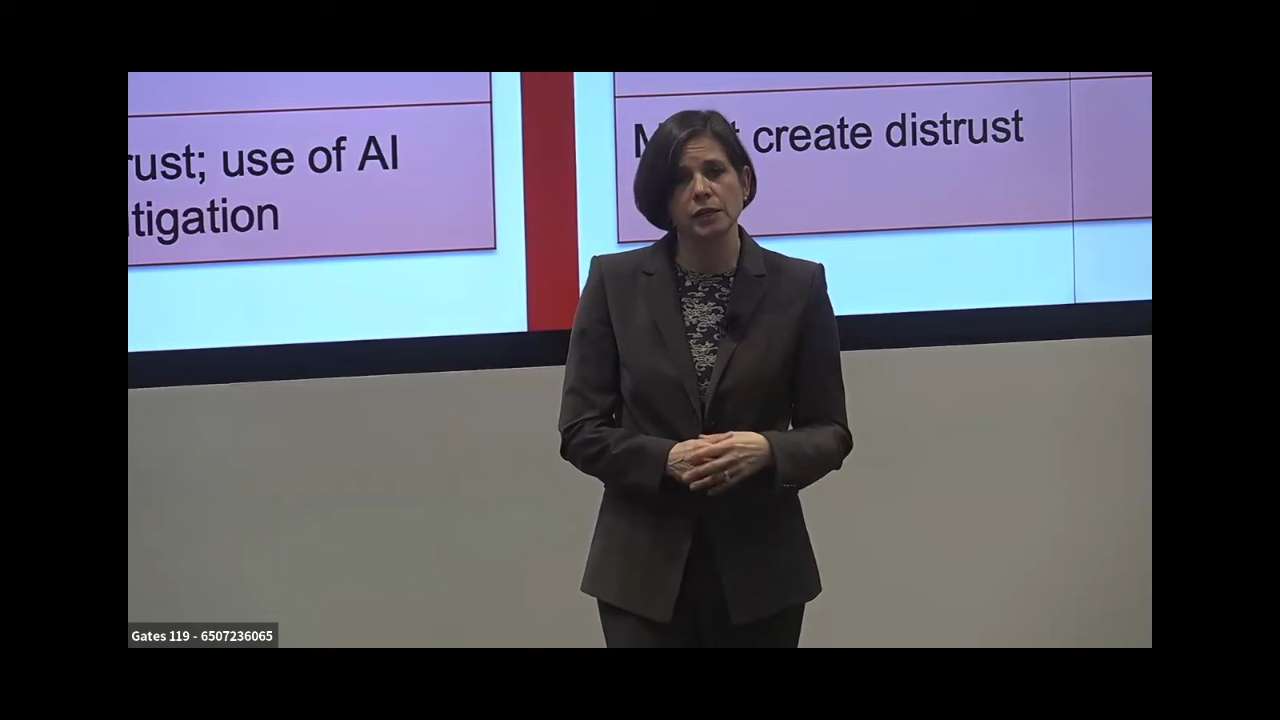 rust; use of AI
tigation
create distrust
Gates 119 - 6507236065